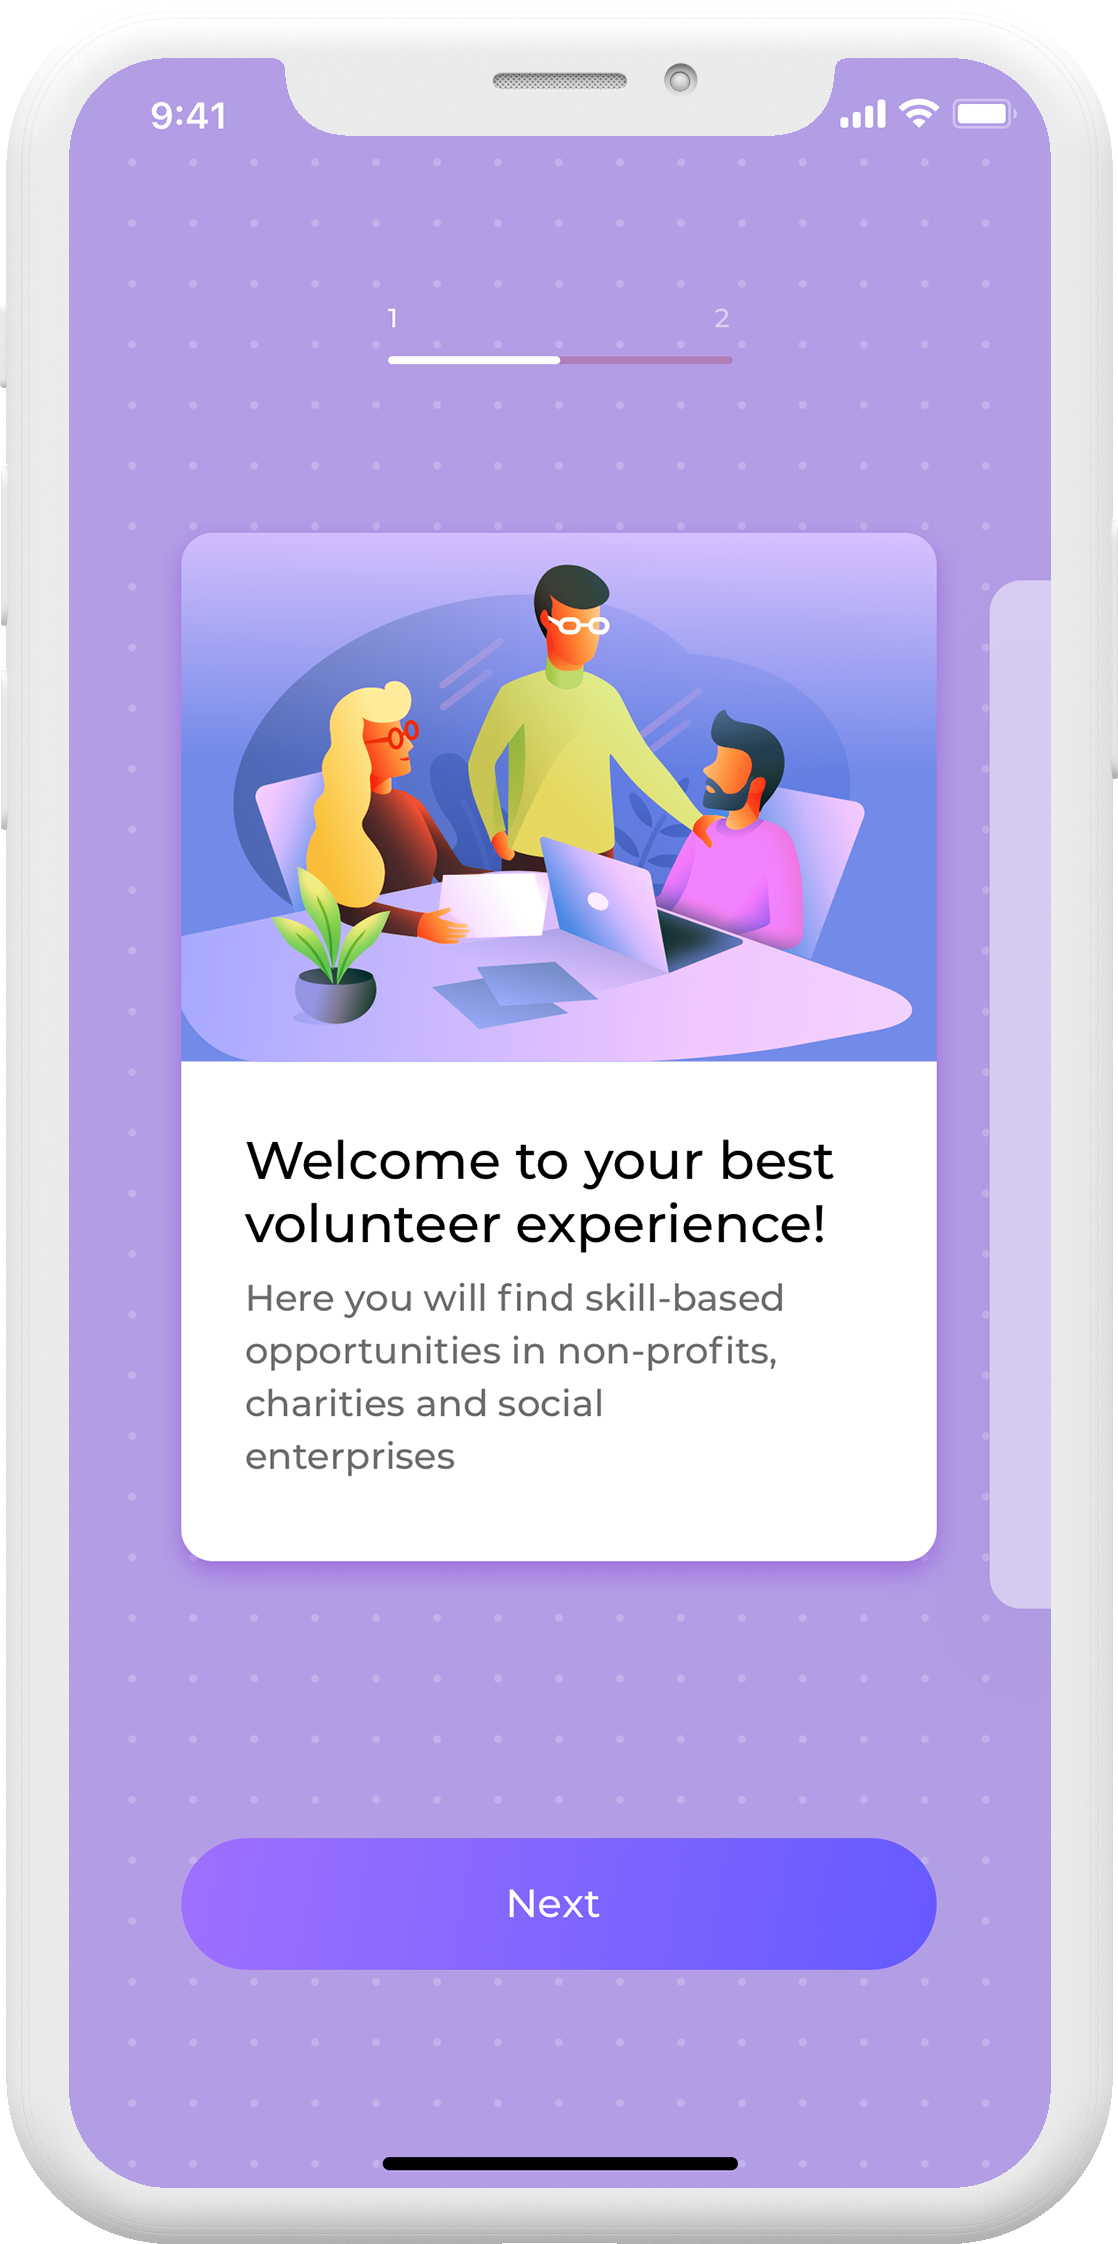 9:41
1 2
Welcome to your best
volunteer experience!
Here you will find skill-based
opportunities in non-profits,
charities and social
enterprises
Next